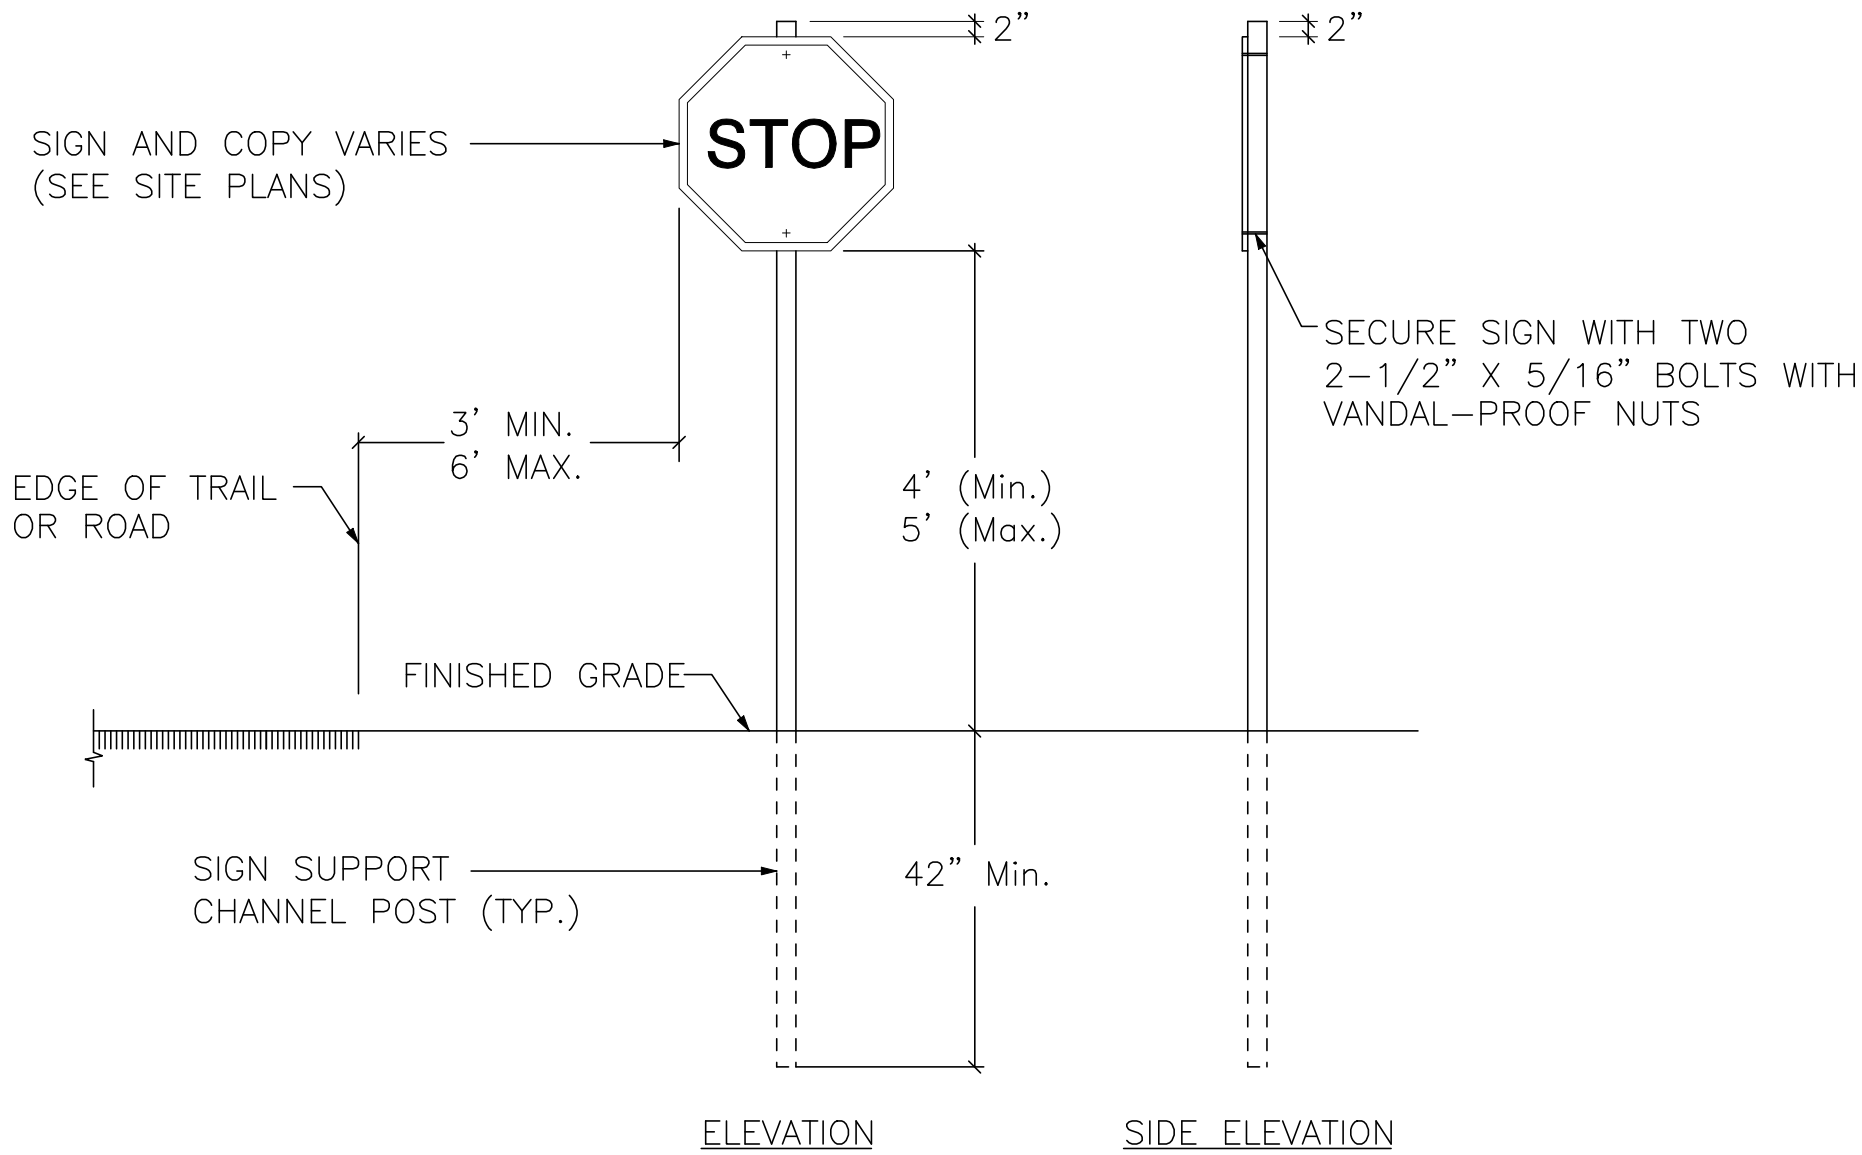 2”
2”
SIGN AND COPY VARIES
(SEE SITE PLANS)
STOP
SECURE SIGN WITH TWO
2-1/2” X 5/16” BOLTS WITH
VANDAL-PROOF NUTS
3’ MIN.
6’ MAX.
EDGE OF TRAIL
OR ROAD
4’ (Min.)
5’ (Max.)
FINISHED GRADE
SIGN SUPPORT
CHANNEL POST (TYP.)
42” Min.
ELEVATION
SIDE ELEVATION